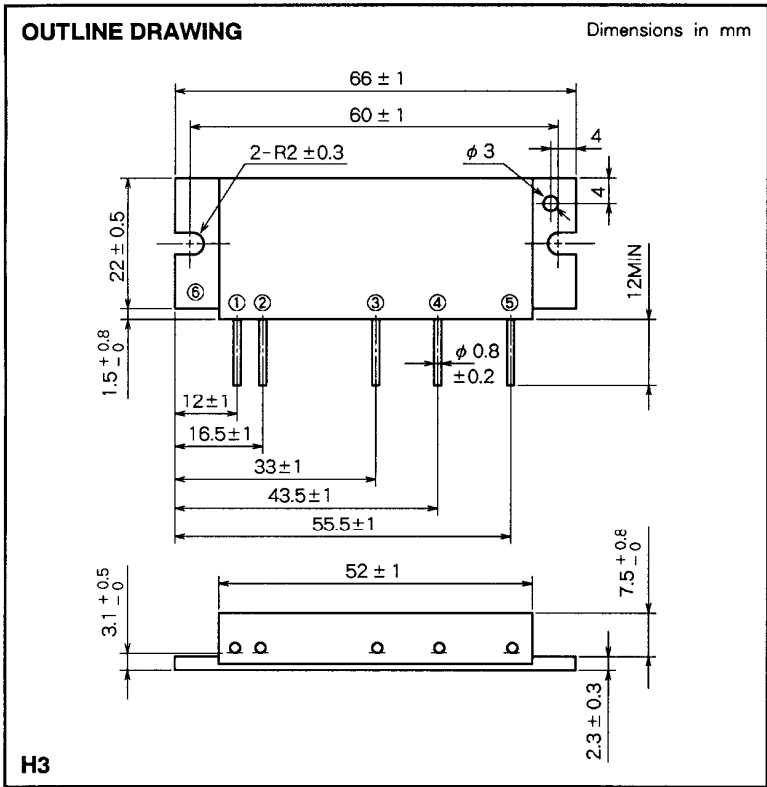 OUTLINE DRAWING
Dimensions in mm
66 ± 1
60 ± 1
4
2-R2 ±0.3
φ 3
4
22 ± 0.5
12MIN
⑥
① ② ③ ④ ⑤
1.5 +0.8 -0
φ 0.8
±0.2
12±1
16.5±1
33±1
43.5±1
55.5±1
52 ± 1
7.5 +0.8 -0
3.1 +0.5 -0
2.3 ± 0.3
H3